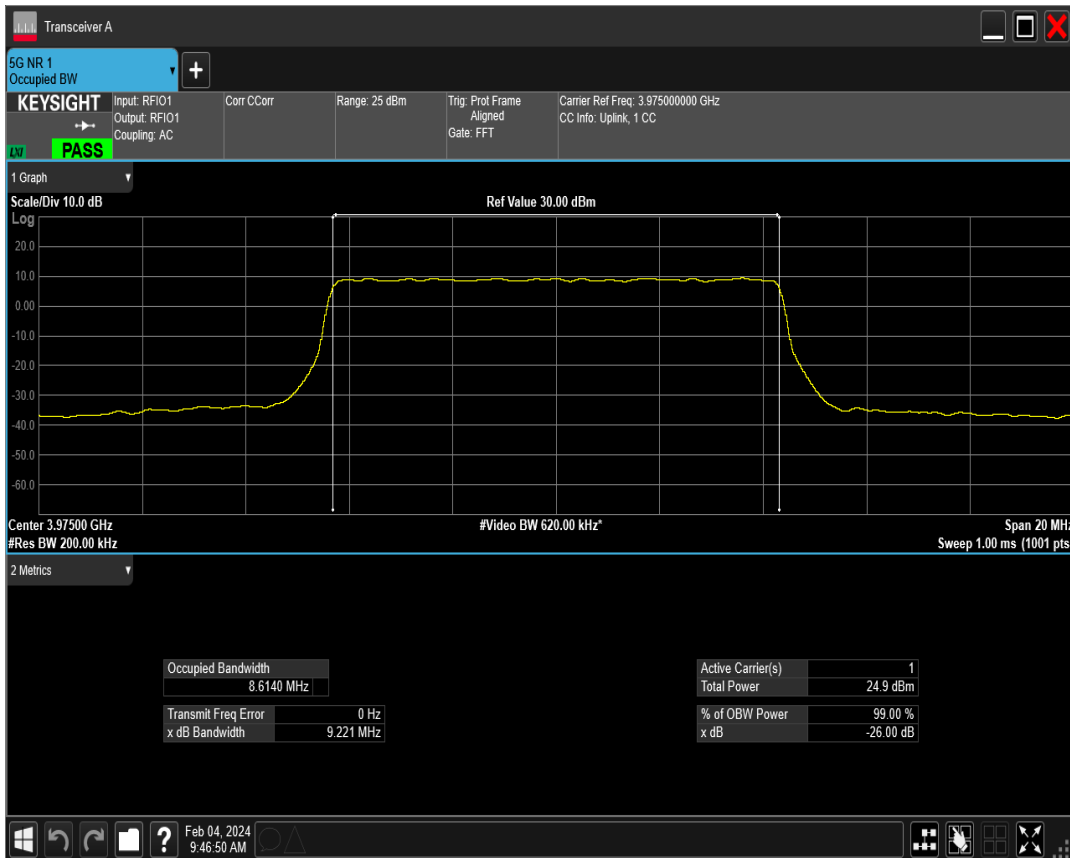 Transceiver A
5G NR 1
Occupied BW
+
KEYSIGHT
LXI
PASS
Input: RFIO1
Output: RFIO1
Coupling: AC
Corr CCorr
Range: 25 dBm
Trig: Prot Frame
Aligned
Gate: FFT
Carrier Ref Freq: 3.975000000 GHz
CC Info: Uplink, 1 CC
1 Graph
Scale/Div 10.0 dB
Ref Value 30.00 dBm
Log
20.0
10.0
0.00
-10.0
-20.0
-30.0
-40.0
-50.0
-60.0
Center 3.97500 GHz
#Video BW 620.00 kHz*
Span 20 MHz
#Res BW 200.00 kHz
Sweep 1.00 ms (1001 pts
2 Metrics
Occupied Bandwidth
8.6140 MHz
Transmit Freq Error 0 Hz
x dB Bandwidth 9.221 MHz
Active Carrier(s) 1
Total Power 24.9 dBm
% of OBW Power 99.00 %
x dB -26.00 dB
?
Feb 04, 2024
9:46:50 AM